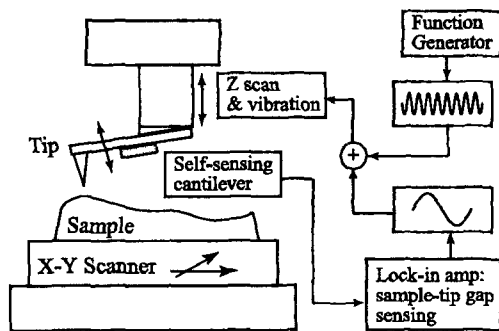 Function
Generator
Z scan
& vibration
Tip
Self-sensing
cantilever
+
Sample
X-Y Scanner
Lock-in amp:
sample-tip gap
sensing